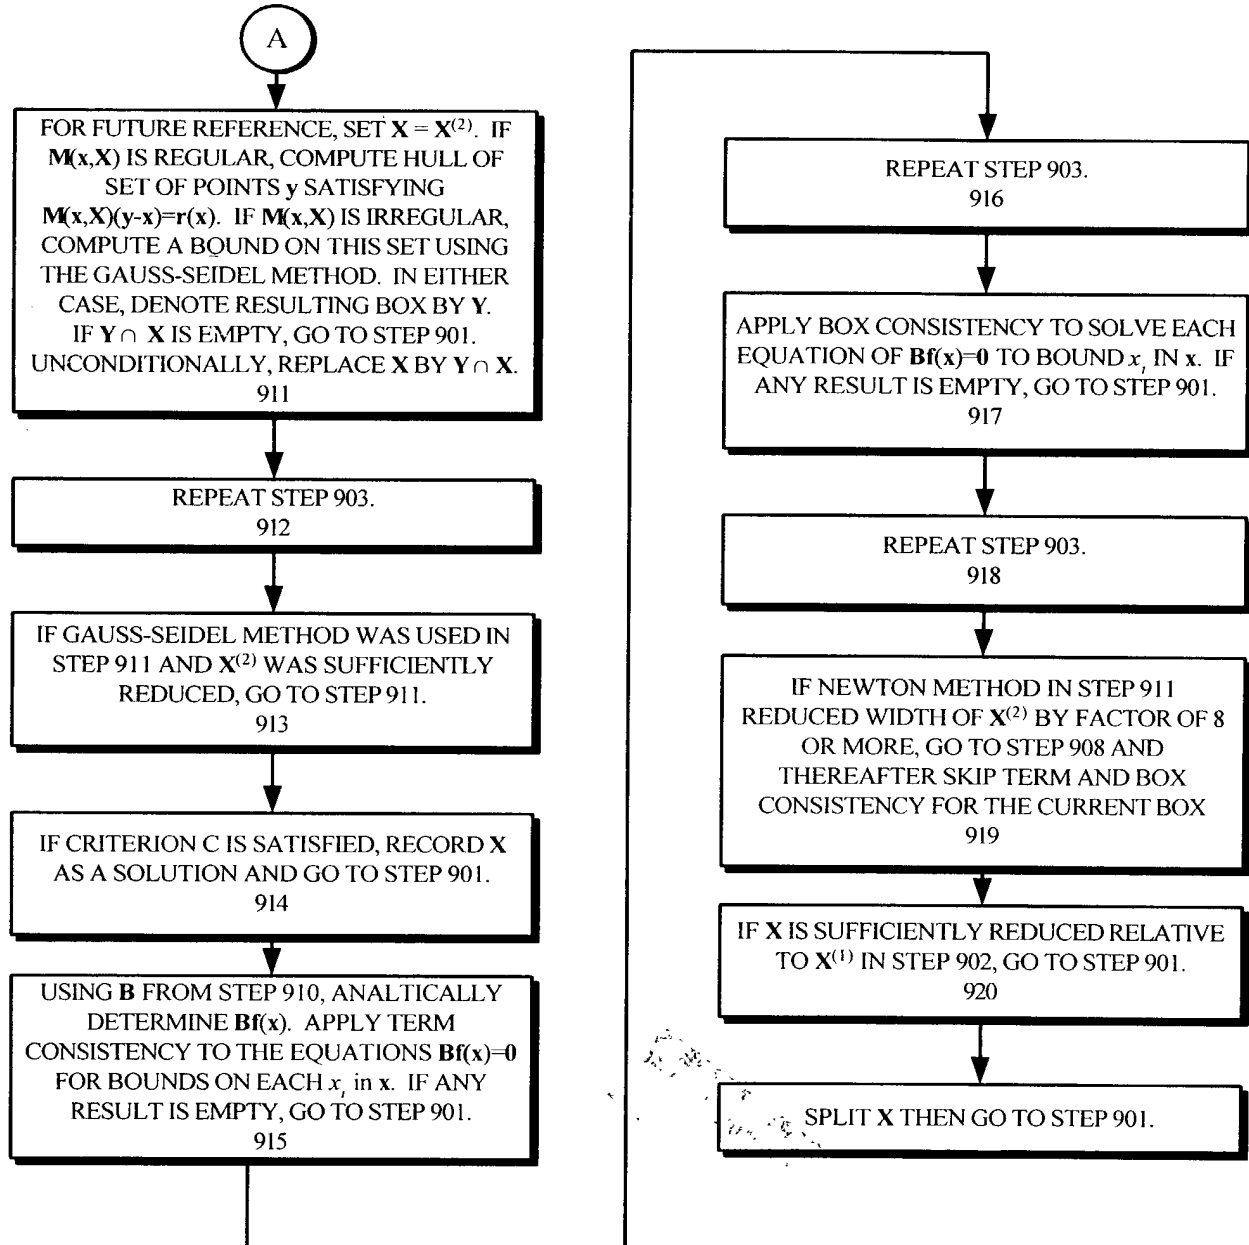 A
FOR FUTURE REFERENCE, SET X = X(2). IF
M(x,X) IS REGULAR, COMPUTE HULL OF
SET OF POINTS y SATISFYING
M(x,X)(y-x)=r(x). IF M(x,X) IS IRREGULAR,
COMPUTE A BOUND ON THIS SET USING
THE GAUSS-SEIDEL METHOD. IN EITHER
CASE, DENOTE RESULTING BOX BY Y.
IF Y ∩ X IS EMPTY, GO TO STEP 901.
UNCONDITIONALLY, REPLACE X BY Y ∩ X.
911
REPEAT STEP 903.
912
IF GAUSS-SEIDEL METHOD WAS USED IN
STEP 911 AND X(2) WAS SUFFICIENTLY
REDUCED, GO TO STEP 911.
913
IF CRITERION C IS SATISFIED, RECORD X
AS A SOLUTION AND GO TO STEP 901.
914
USING B FROM STEP 910, ANALTICALLY
DETERMINE Bf(x). APPLY TERM
CONSISTENCY TO THE EQUATIONS Bf(x)=0
FOR BOUNDS ON EACH xi in x. IF ANY
RESULT IS EMPTY, GO TO STEP 901.
915
REPEAT STEP 903.
916
APPLY BOX CONSISTENCY TO SOLVE EACH
EQUATION OF Bf(x)=0 TO BOUND xi IN x. IF
ANY RESULT IS EMPTY, GO TO STEP 901.
917
REPEAT STEP 903.
918
IF NEWTON METHOD IN STEP 911
REDUCED WIDTH OF X(2) BY FACTOR OF 8
OR MORE, GO TO STEP 908 AND
THEREAFTER SKIP TERM AND BOX
CONSISTENCY FOR THE CURRENT BOX
919
IF X IS SUFFICIENTLY REDUCED RELATIVE
TO X(1) IN STEP 902, GO TO STEP 901.
920
SPLIT X THEN GO TO STEP 901.